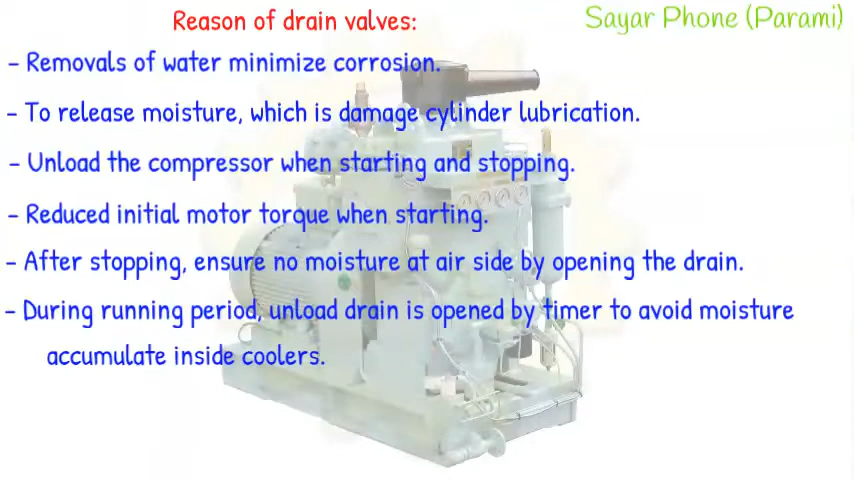 Reason of drain valves:
Sayar Phone (Parami)
- Removals of water minimize corrosion.
- To release moisture, which is damage cylinder lubrication.
- Unload the compressor when starting and stopping.
- Reduced initial motor torque when starting.
- After stopping, ensure no moisture at air side by opening the drain.
- During running period, unload drain is opened by timer to avoid moisture
accumulate inside coolers.